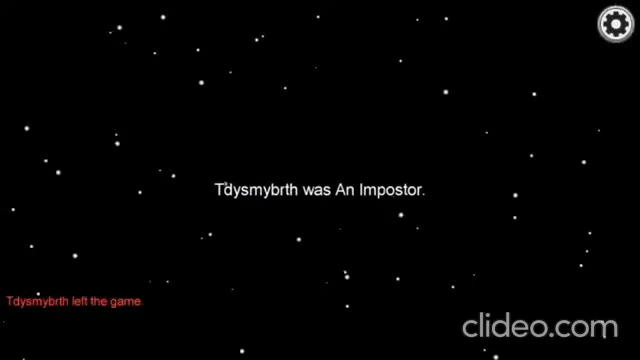 Tdysmybrth was An Impostor.
Tdysmybrth left the game
clideo.com